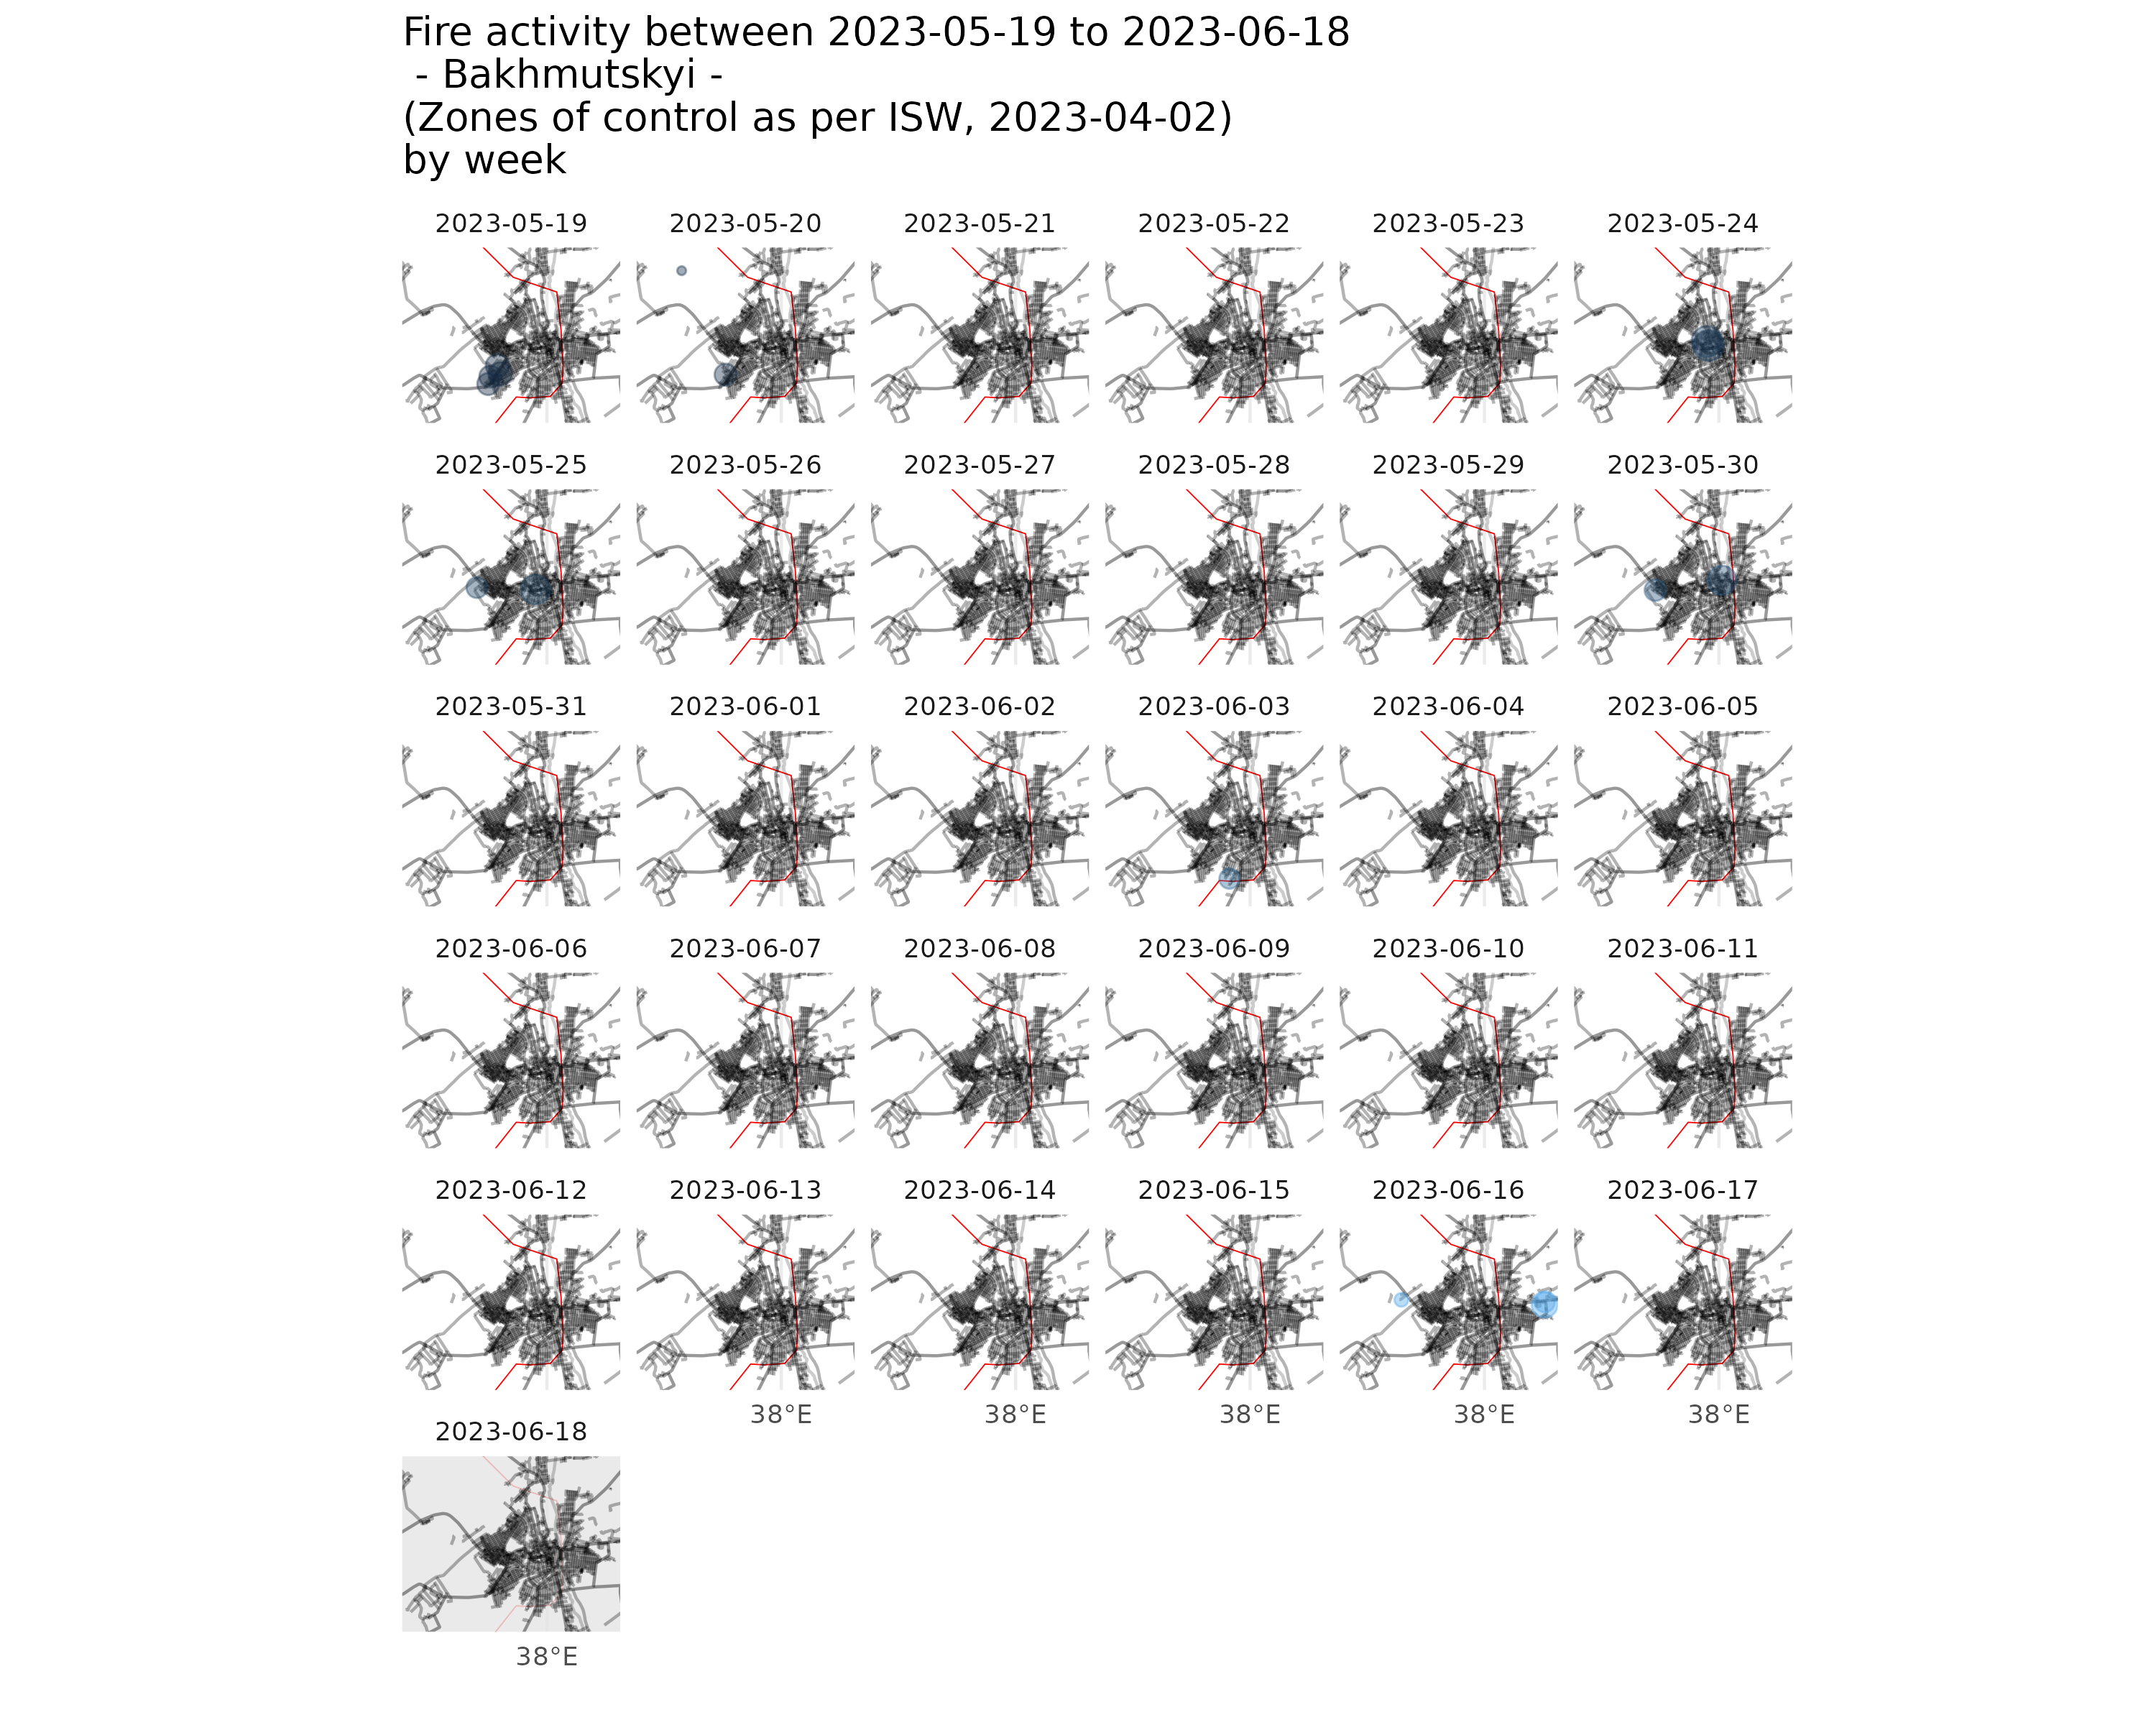 Fire activity between 2023-05-19 to 2023-06-18
- Bakhmutskyi -
(Zones of control as per ISW, 2023-04-02)
by week
2023-05-19 2023-05-20 2023-05-21 2023-05-22 2023-05-23 2023-05-24
2023-05-25 2023-05-26 2023-05-27 2023-05-28 2023-05-29 2023-05-30
2023-05-31 2023-06-01 2023-06-02 2023-06-03 2023-06-04 2023-06-05
2023-06-06 2023-06-07 2023-06-08 2023-06-09 2023-06-10 2023-06-11
2023-06-12 2023-06-13 2023-06-14 2023-06-15 2023-06-16 2023-06-17
38°E 38°E 38°E 38°E 38°E
2023-06-18
38°E